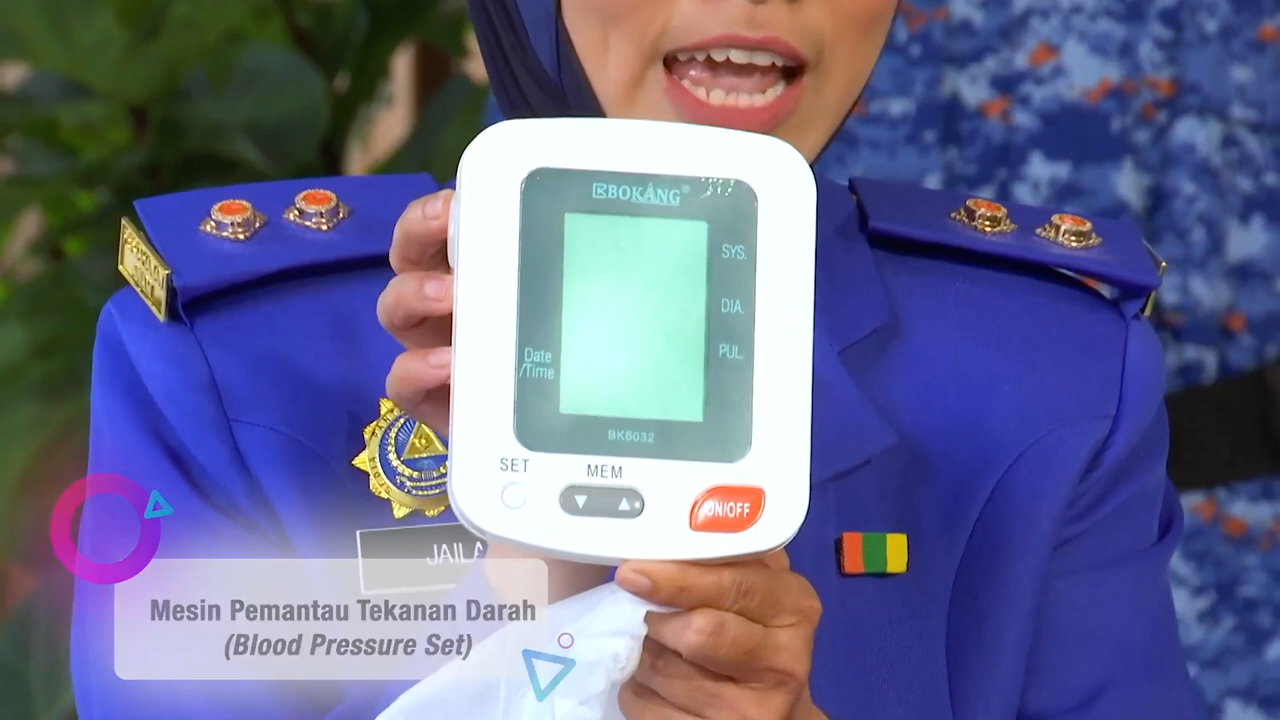 BOKANG®
SYS.
DIA.
PUL.
Date
/Time
BK6032
SET
MEM
ON/OFF
Mesin Pemantau Tekanan Darah
(Blood Pressure Set)